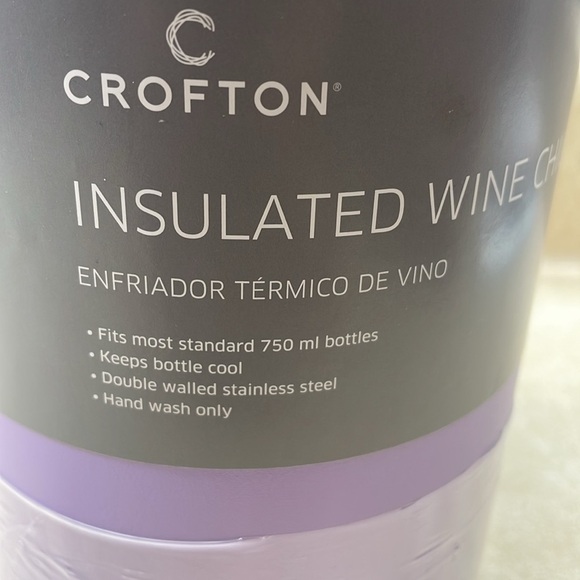 CROFTON®
INSULATED WINE
ENFRIADOR TÉRMICO DE VINO
• Fits most standard 750 ml bottles
• Keeps bottle cool
• Double walled stainless steel
• Hand wash only